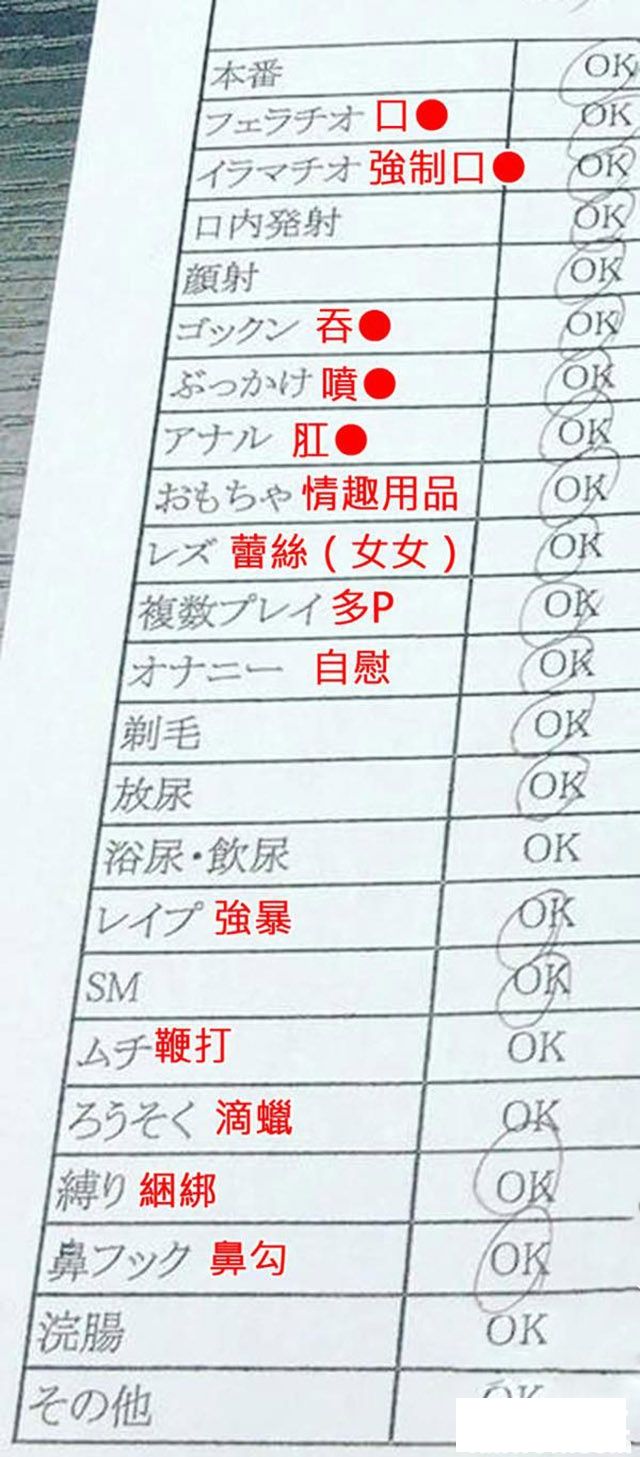 本番 OK
フェラチオ 口● OK
イラマチオ 強制口● OK
口内発射 OK
顔射 OK
ゴックン 吞● OK
ぶっかけ 噴● OK
アナル 肛● OK
おもちゃ 情趣用品 OK
レズ 蕾絲(女女) OK
複数プレイ 多P OK
オナニー 自慰 OK
剃毛 OK
放尿 OK
浴尿・飲尿 OK
レイプ 強暴 OK
SM OK
ムチ 鞭打 OK
ろうそく 滴蠟 OK
縛り 綑綁 OK
鼻フック 鼻勾 OK
浣腸 OK
その他 OK